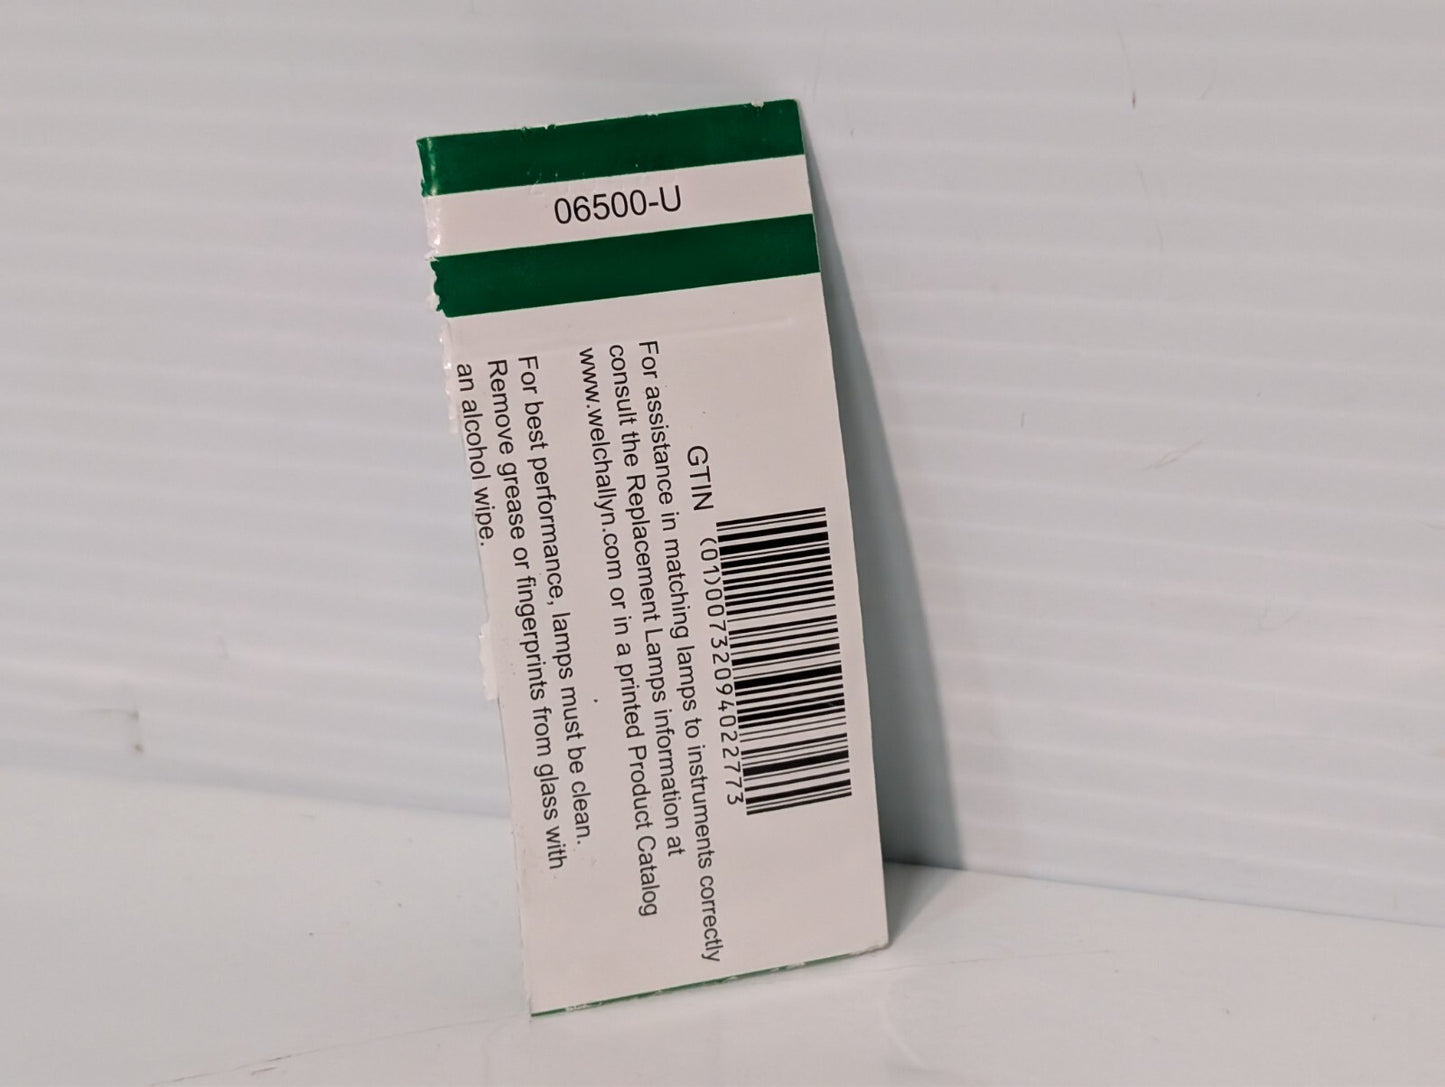 06500-U
GTIN (01)00732094022773
For assistance in matching lamps to instruments correctly
consult the Replacement Lamps information at
www.welchallyn.com or in a printed Product Catalog
For best performance, lamps must be clean.
Remove grease or fingerprints from glass with
an alcohol wipe.